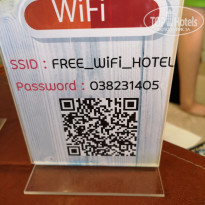 WiFi
SSID : FREE_WiFi_HOTEL
Password : 038231405